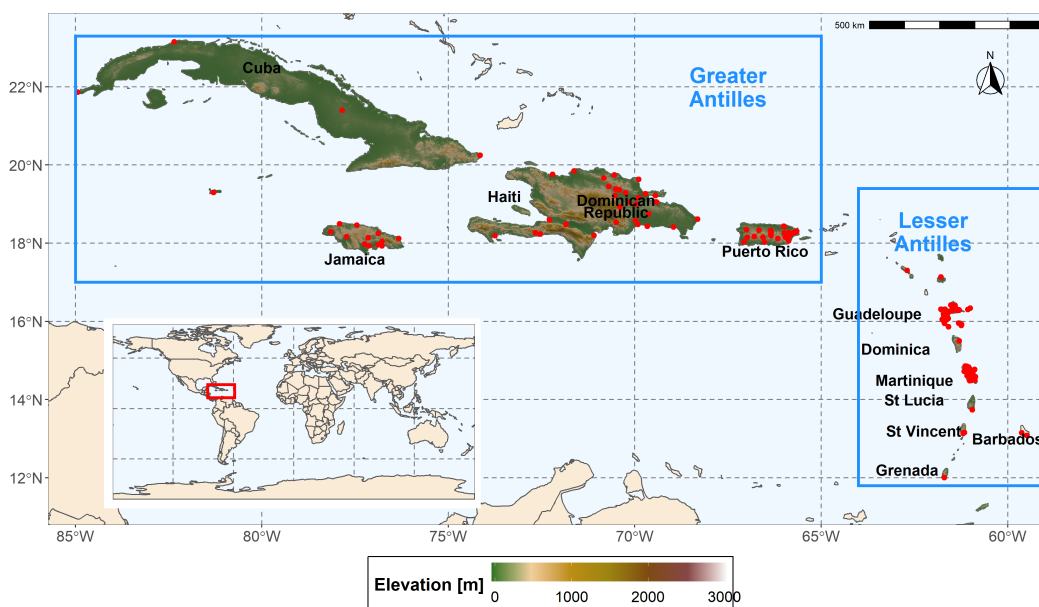 500 km
N
Greater
Antilles
Cuba
22°N
20°N
Haiti
Dominican
Republic
Lesser
Antilles
18°N
Jamaica
Puerto Rico
16°N
Guadeloupe
Dominica
Martinique
14°N
St Lucia
St Vincent
Barbados
12°N
Grenada
85°W
80°W
75°W
70°W
65°W
60°W
Elevation [m]
0
1000
2000
3000